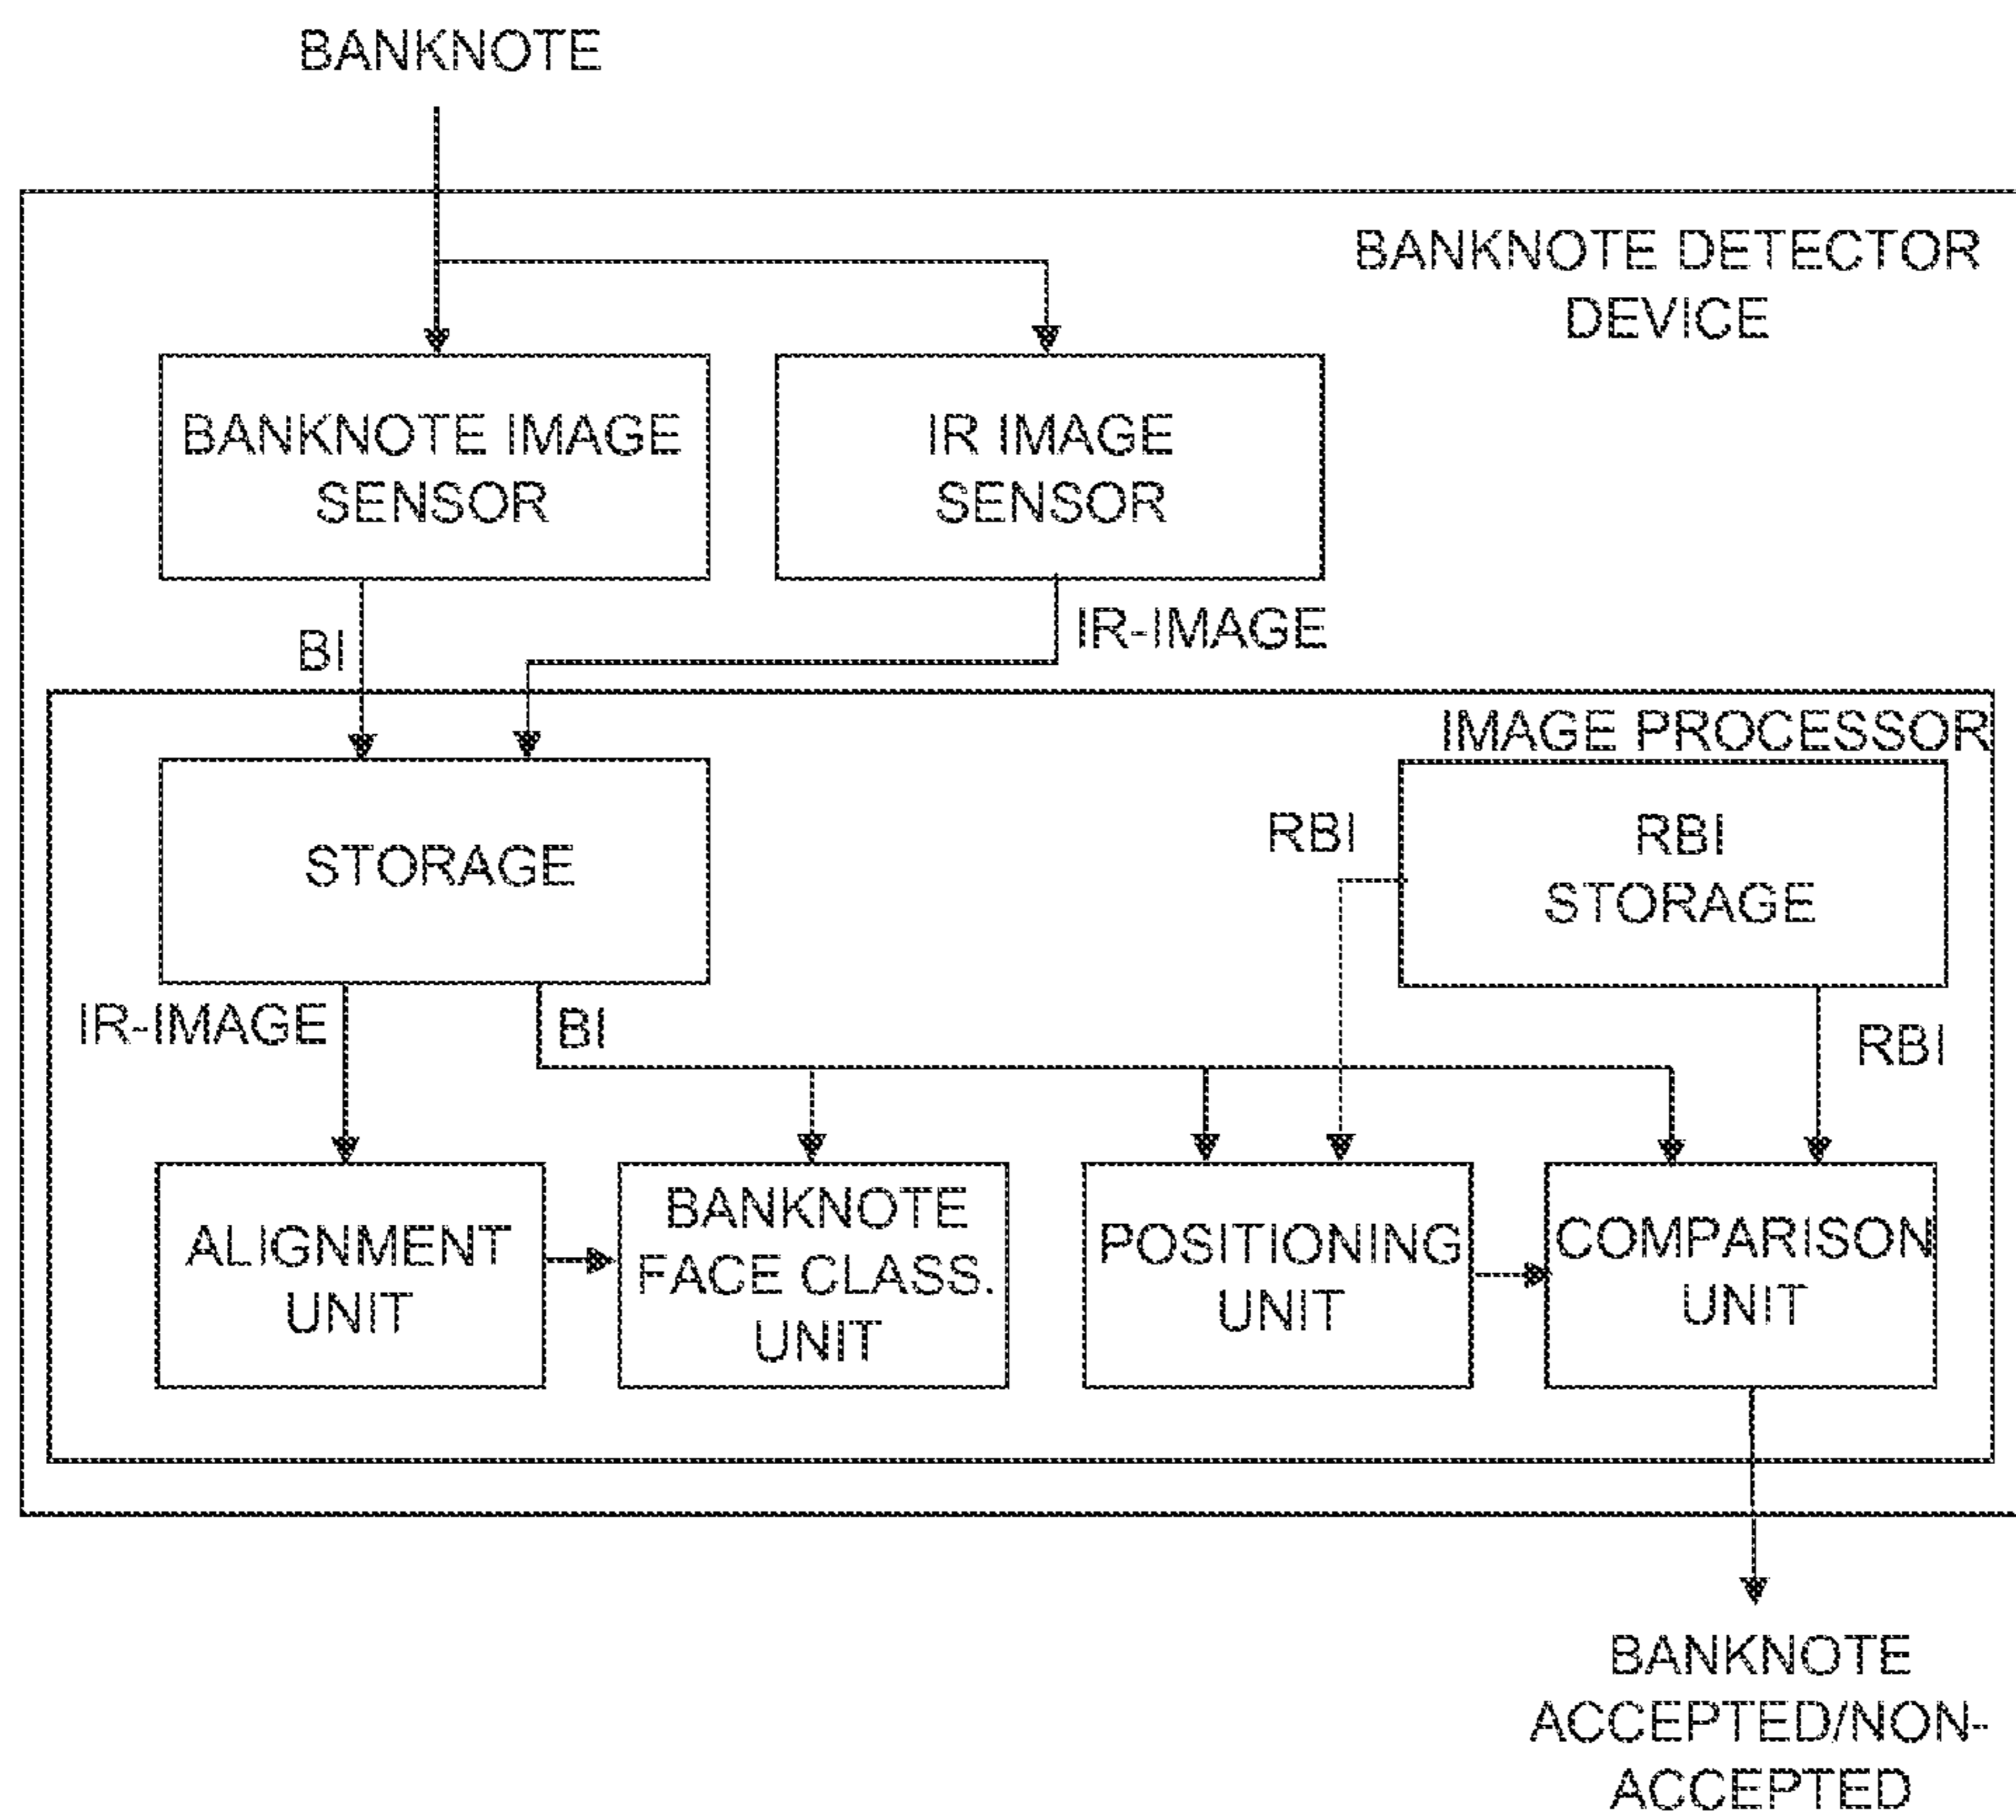 BANKNOTE
BANKNOTE DETECTOR
DEVICE
BANKNOTE IMAGE
SENSOR
IR IMAGE
SENSOR
BI
IR-IMAGE
IMAGE PROCESSOR
STORAGE
RBI
RBI
STORAGE
IR-IMAGE
BI
RBI
ALIGNMENT
UNIT
BANKNOTE
FACE CLASS.
UNIT
POSITIONING
UNIT
COMPARISON
UNIT
BANKNOTE
ACCEPTED/NON-
ACCEPTED